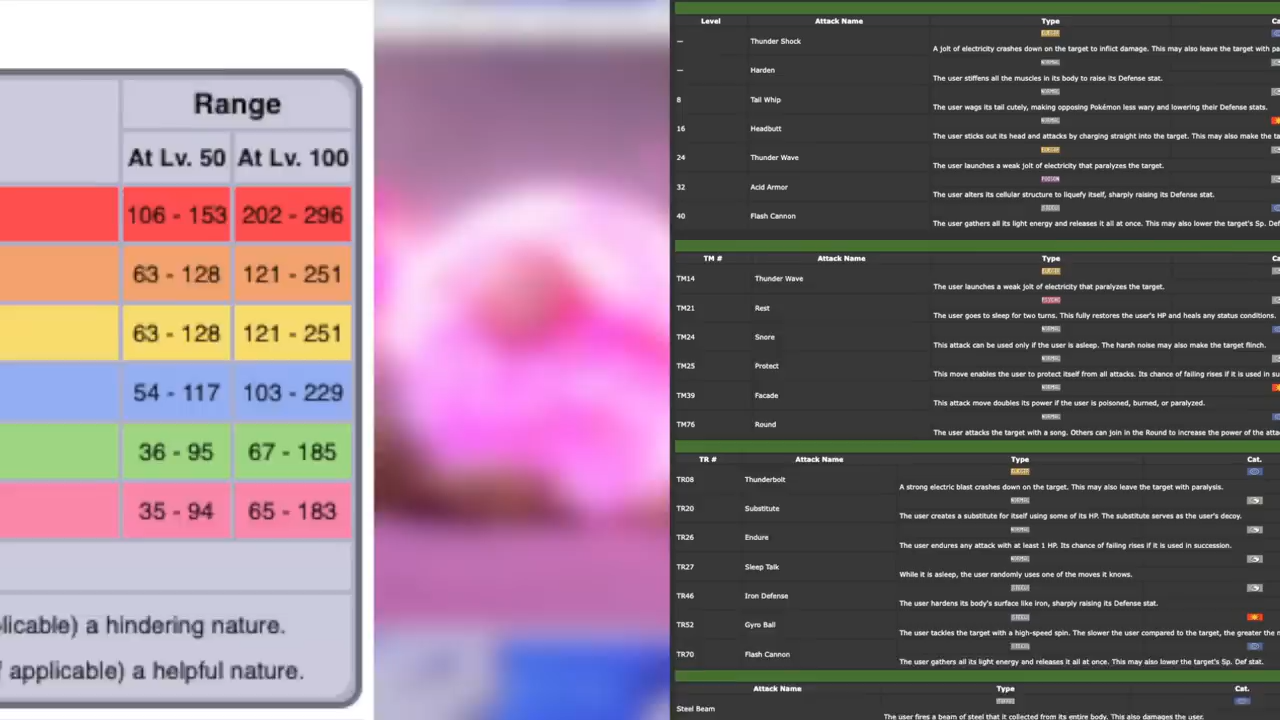 Range
At Lv. 50 At Lv. 100
106 - 153 202 - 296
63 - 128 121 - 251
63 - 128 121 - 251
54 - 117 103 - 229
36 - 95 67 - 185
35 - 94 65 - 183
licable) a hindering nature.
f applicable) a helpful nature.
Level Attack Name Type Ca
— Thunder Shock
A jolt of electricity crashes down on the target to inflict damage. This may also leave the target with pa
— Harden NORMAL
The user stiffens all the muscles in its body to raise its Defense stat.
8 Tail Whip NORMAL
The user wags its tail cutely, making opposing Pokémon less wary and lowering their Defense stats.
16 Headbutt NORMAL
The user sticks out its head and attacks by charging straight into the target. This may also make the ta
24 Thunder Wave
The user launches a weak jolt of electricity that paralyzes the target.
32 Acid Armor POISON
The user alters its cellular structure to liquefy itself, sharply raising its Defense stat.
40 Flash Cannon
The user gathers all its light energy and releases it all at once. This may also lower the target's Sp. Def
TM # Attack Name Type Ca
TM14 Thunder Wave
The user launches a weak jolt of electricity that paralyzes the target.
TM21 Rest
The user goes to sleep for two turns. This fully restores the user's HP and heals any status conditions.
TM24 Snore NORMAL
This attack can be used only if the user is asleep. The harsh noise may also make the target flinch.
TM25 Protect NORMAL
This move enables the user to protect itself from all attacks. Its chance of failing rises if it is used in su
TM39 Facade NORMAL
This attack move doubles its power if the user is poisoned, burned, or paralyzed.
TM76 Round NORMAL
The user attacks the target with a song. Others can join in the Round to increase the power of the atta
TR # Attack Name Type Cat.
TR08 Thunderbolt
A strong electric blast crashes down on the target. This may also leave the target with paralysis.
TR20 Substitute NORMAL
The user creates a substitute for itself using some of its HP. The substitute serves as the user's decoy.
TR26 Endure NORMAL
The user endures any attack with at least 1 HP. Its chance of failing rises if it is used in succession.
TR27 Sleep Talk NORMAL
While it is asleep, the user randomly uses one of the moves it knows.
TR46 Iron Defense
The user hardens its body's surface like iron, sharply raising its Defense stat.
TR52 Gyro Ball
The user tackles the target with a high-speed spin. The slower the user compared to the target, the greater the m
TR70 Flash Cannon
The user gathers all its light energy and releases it all at once. This may also lower the target's Sp. Def stat.
Attack Name Type Cat.
Steel Beam
The user fires a beam of steel that it collected from its entire body. This also damages the user.